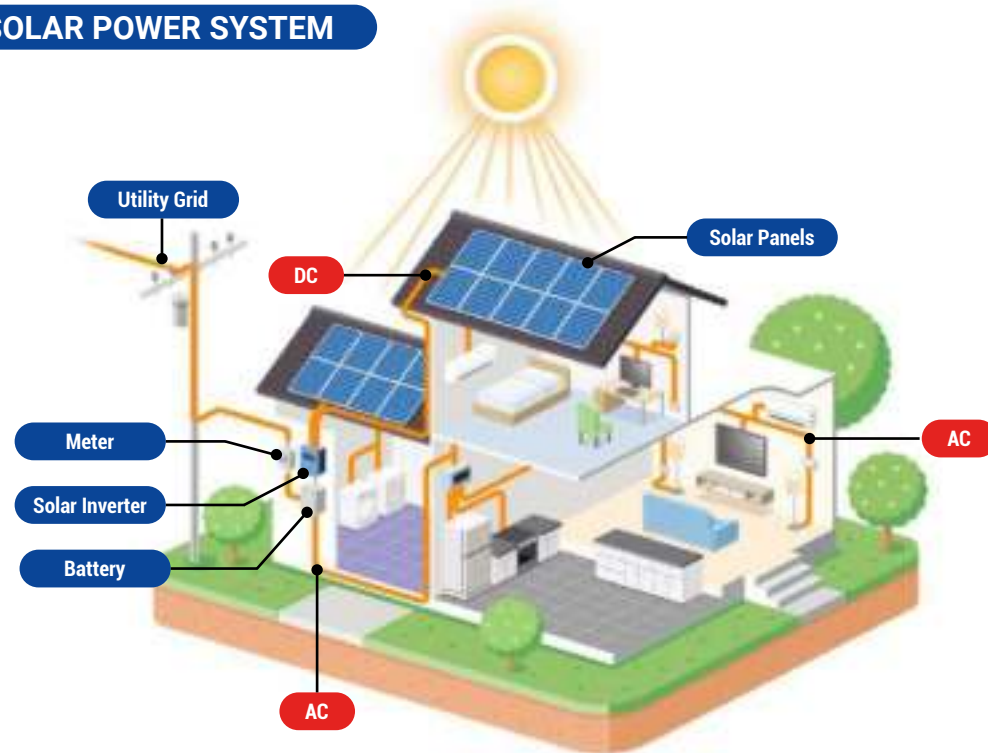 SOLAR POWER SYSTEM
Utility Grid
Solar Panels
DC
Meter
AC
Solar Inverter
Battery
AC